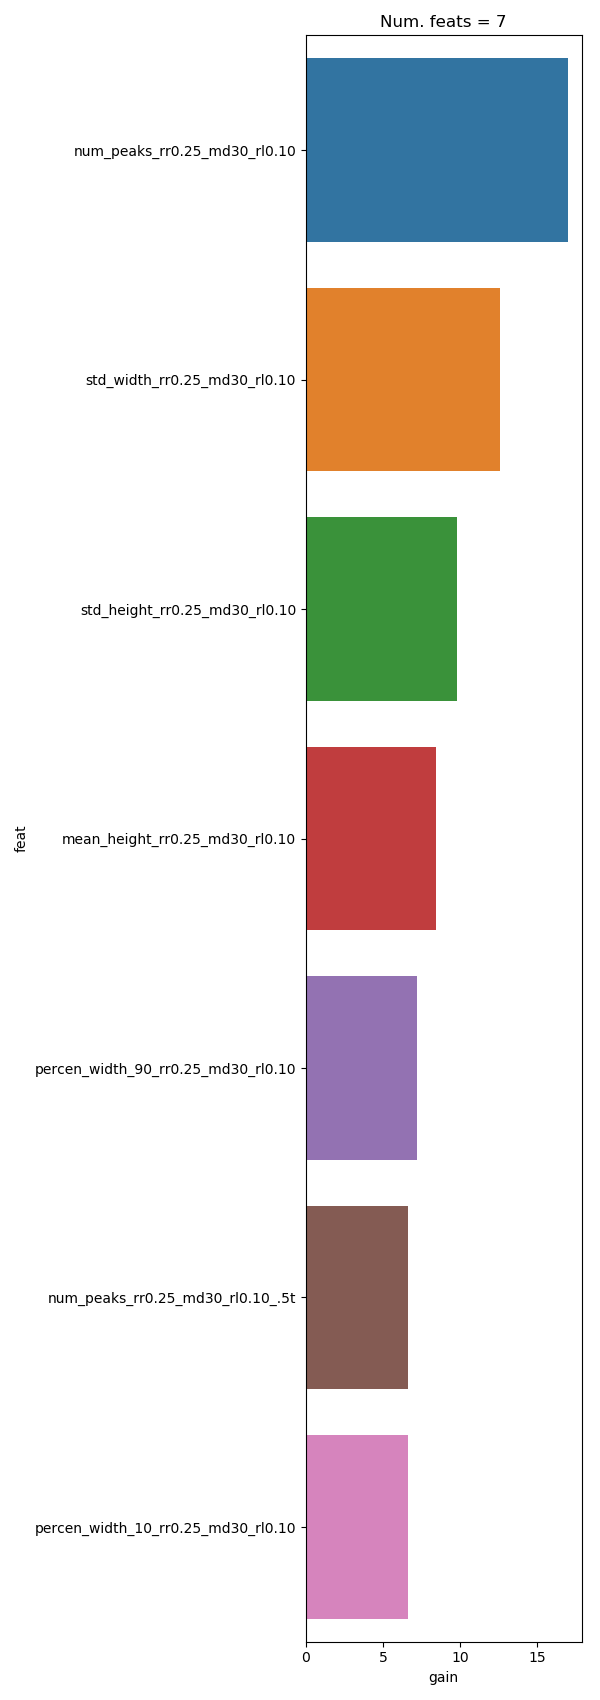 Num. feats = 7
num_peaks_rr0.25_md30_rl0.10
std_width_rr0.25_md30_rl0.10
std_height_rr0.25_md30_rl0.10
mean_height_rr0.25_md30_rl0.10
feat
percen_width_90_rr0.25_md30_rl0.10
num_peaks_rr0.25_md30_rl0.10_.5t
percen_width_10_rr0.25_md30_rl0.10
0 5 10 15
gain